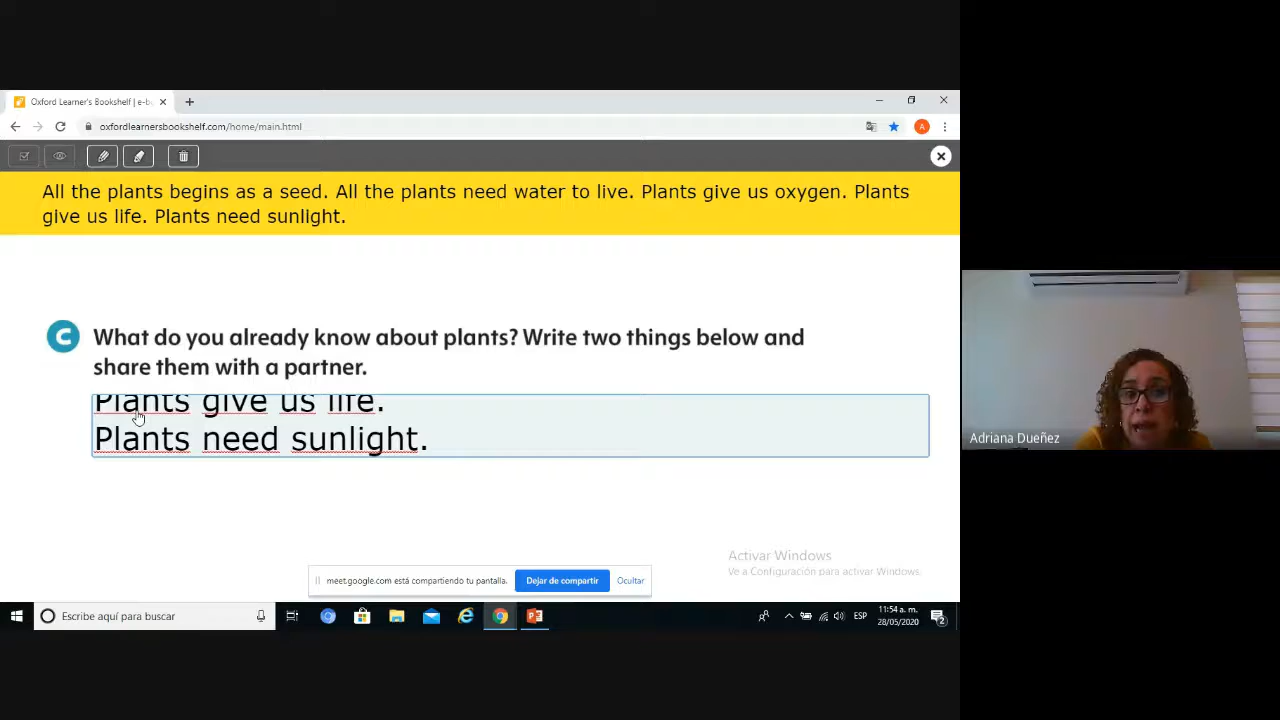 Oxford Learner's Bookshelf | e-b
oxfordlearnersbookshelf.com/home/main.html
A
All the plants begins as a seed. All the plants need water to live. Plants give us oxygen. Plants
give us life. Plants need sunlight.
C
What do you already know about plants? Write two things below and
share them with a partner.
Plants give us life.
Plants need sunlight.
Adriana Dueñez
Activar Windows
Ve a Configuración para activar Windows.
meet.google.com está compartiendo tu pantalla.
Dejar de compartir
Ocultar
Escribe aquí para buscar
ESP
11:54 a. m.
28/05/2020
2